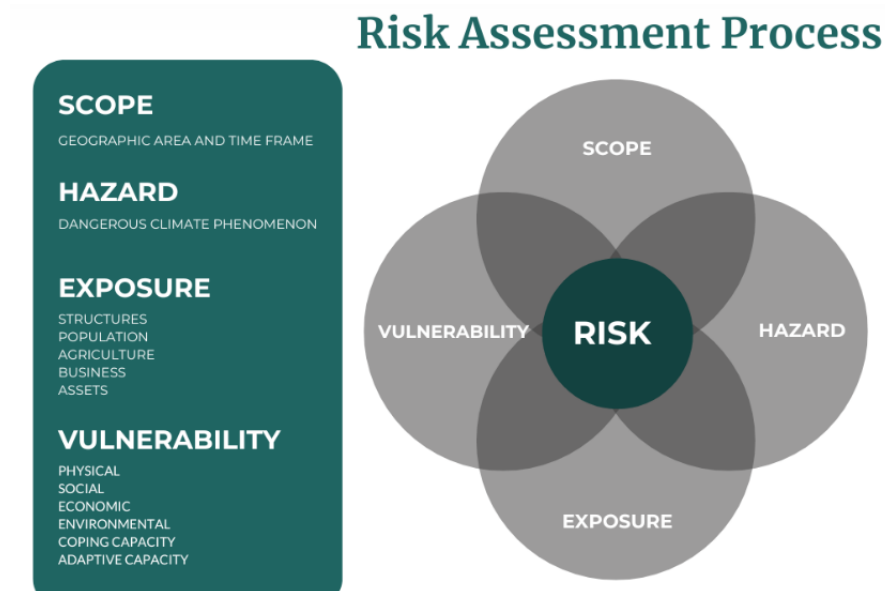 Risk Assessment Process
SCOPE
GEOGRAPHIC AREA AND TIME FRAME
HAZARD
DANGEROUS CLIMATE PHENOMENON
EXPOSURE
STRUCTURES
POPULATION
AGRICULTURE
BUSINESS
ASSETS
VULNERABILITY
PHYSICAL
SOCIAL
ECONOMIC
ENVIRONMENTAL
COPING CAPACITY
ADAPTIVE CAPACITY
SCOPE
VULNERABILITY
RISK
HAZARD
EXPOSURE